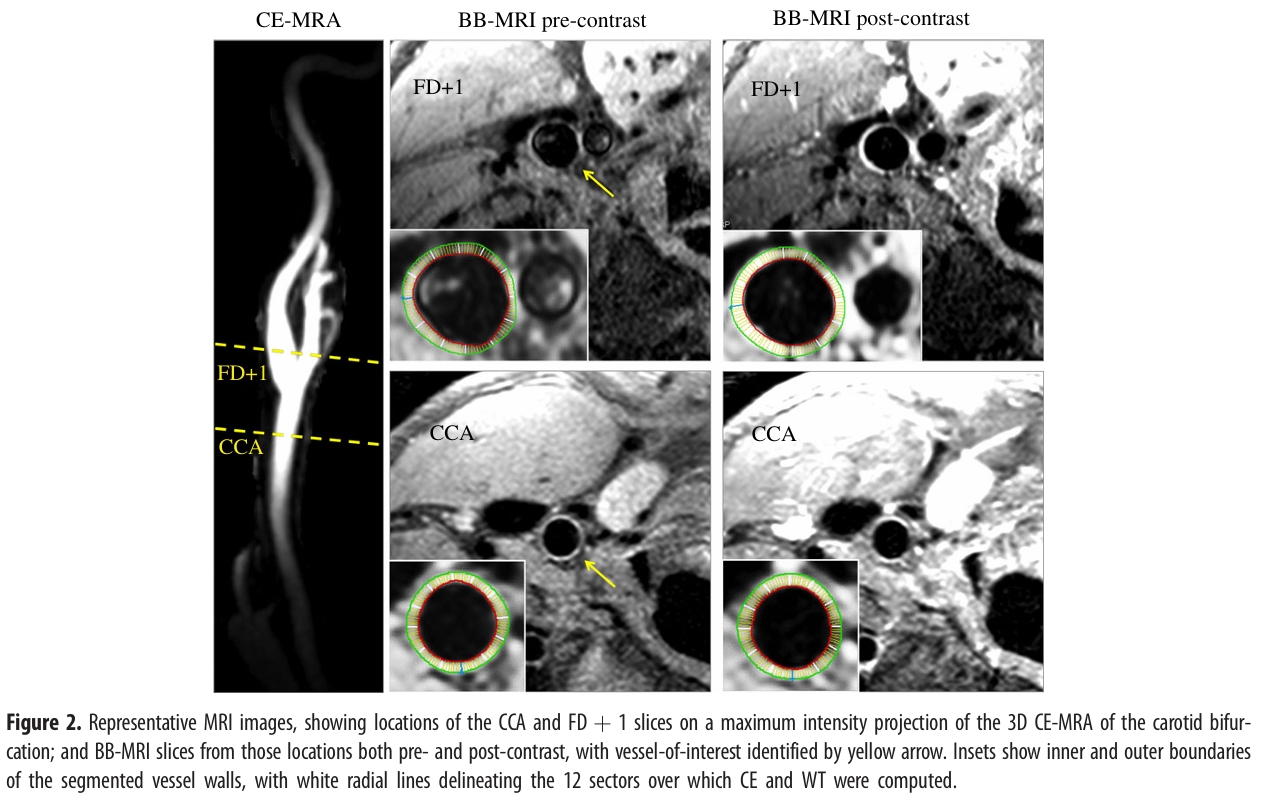 CE-MRA
BB-MRI pre-contrast
BB-MRI post-contrast
FD+1
FD+1
FD+1
CCA
CCA
CCA
Figure 2. Representative MRI images, showing locations of the CCA and FD + 1 slices on a maximum intensity projection of the 3D CE-MRA of the carotid bifur-
cation; and BB-MRI slices from those locations both pre- and post-contrast, with vessel-of-interest identified by yellow arrow. Insets show inner and outer boundaries
of the segmented vessel walls, with white radial lines delineating the 12 sectors over which CE and WT were computed.